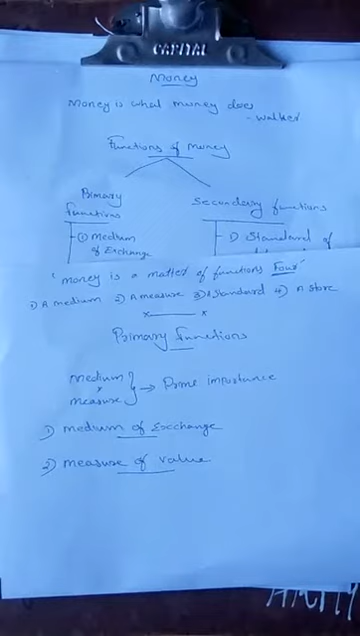 CAPITAL
Money
Money is what money does
- Walker
Functions of Money
Primary functions
① Medium of Exchange
Secondary functions
1) Standard of
"Money is a matter of functions Four"
1) A medium 2) A measure 3) A Standard 4) A store
x x
Primary Functions
medium
measure
} → Prime importance
1) medium of Exchange
2) measure of value